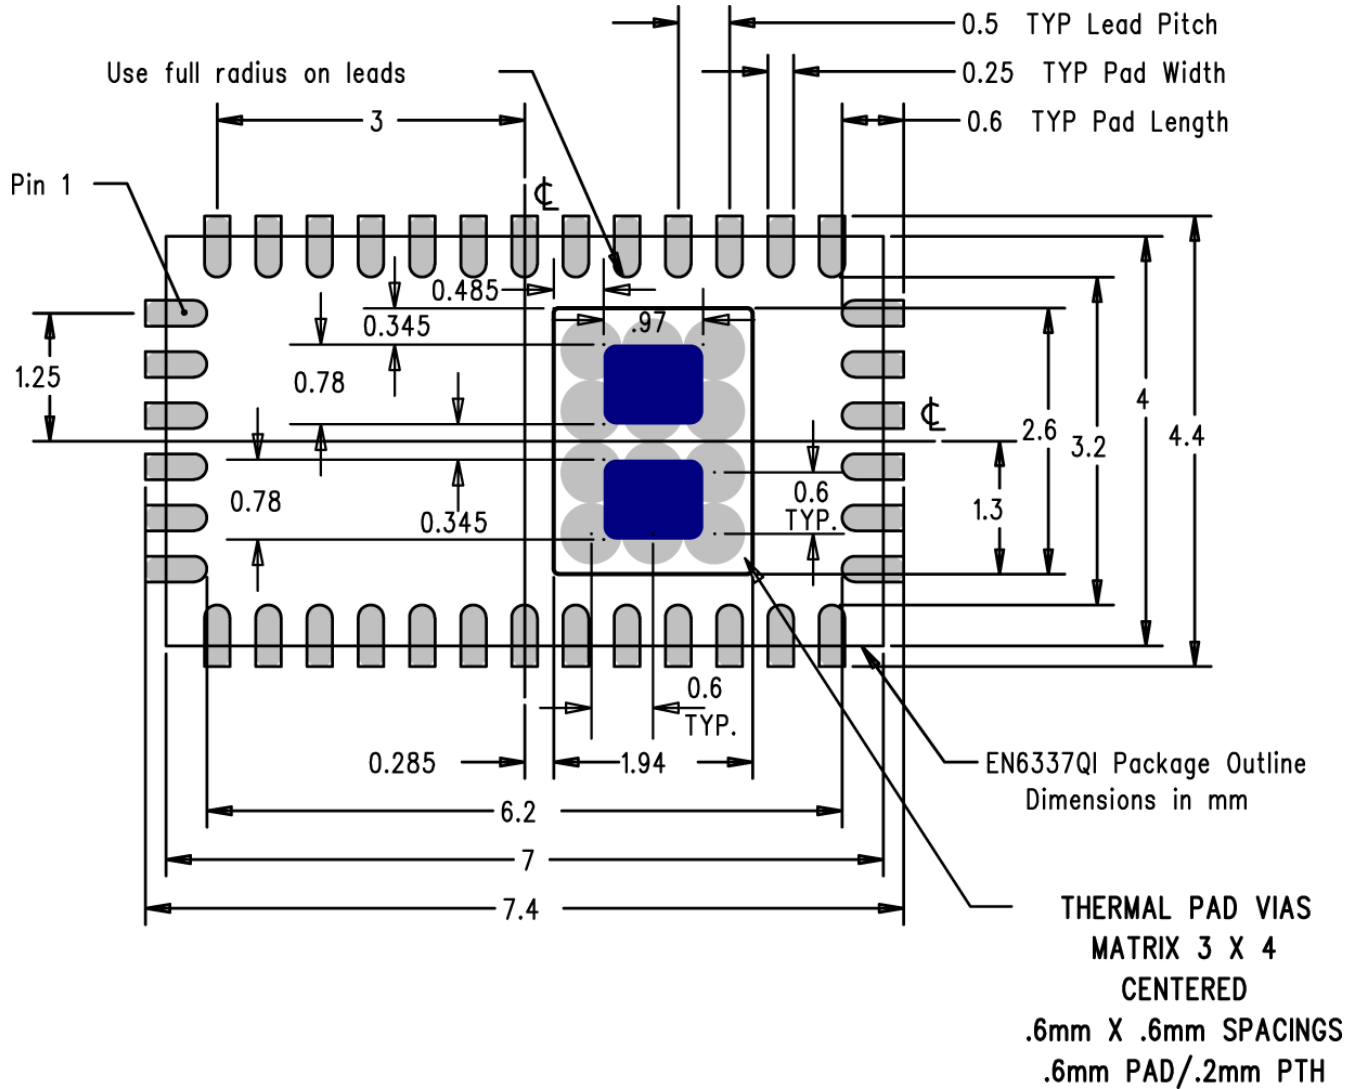 0.5 TYP Lead Pitch
Use full radius on leads
0.25 TYP Pad Width
3
0.6 TYP Pad Length
Pin 1
℄
0.485
0.345
.97
1.25
0.78
4
℄
2.6
3.2
4.4
0.78
0.6
TYP.
1.3
0.345
0.6
TYP.
0.285
1.94
EN6337QI Package Outline
Dimensions in mm
6.2
7
7.4
THERMAL PAD VIAS
MATRIX 3 X 4
CENTERED
.6mm X .6mm SPACINGS
.6mm PAD/.2mm PTH